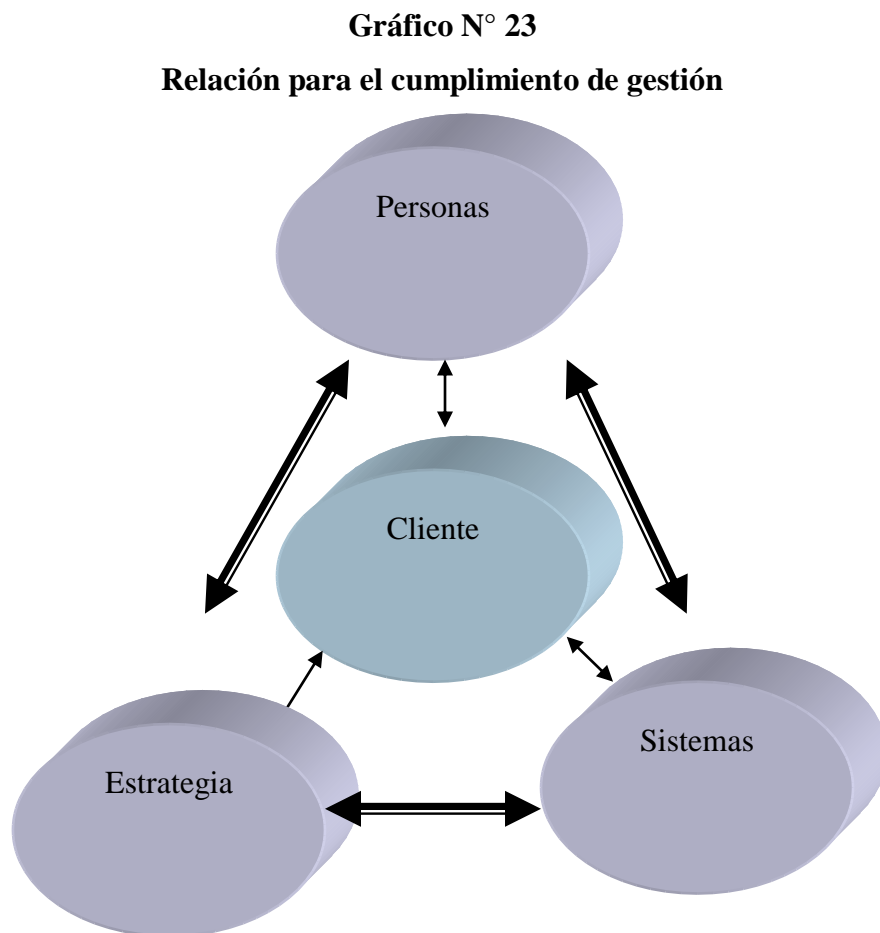 Gráfico N° 23
Relación para el cumplimiento de gestión
Personas
Cliente
Sistemas
Estrategia